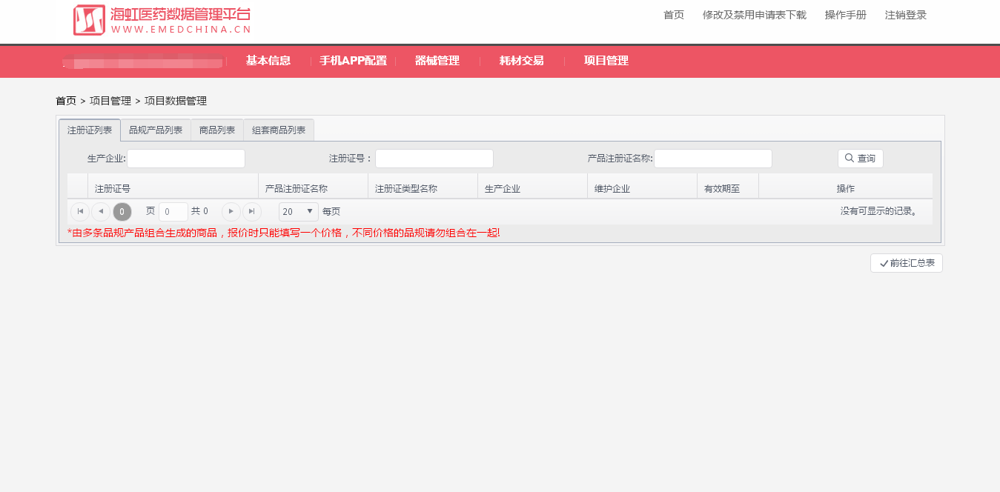 海虹医药数据管理平台
WWW.EMEDCHINA.CN
首页 修改及禁用申请表下载 操作手册 注销登录
基本信息 手机APP配置 器械管理 耗材交易 项目管理
首页 > 项目管理 > 项目数据管理
注册证列表 品规产品列表 商品列表 组套商品列表
生产企业: 注册证号： 产品注册证名称: 查询
注册证号 产品注册证名称 注册证类型名称 生产企业 维护企业 有效期至 操作
0 页 0 共 0 20 每页 没有可显示的记录。
*由多条品规产品组合生成的商品，报价时只能填写一个价格，不同价格的品规请勿组合在一起!
前往汇总表